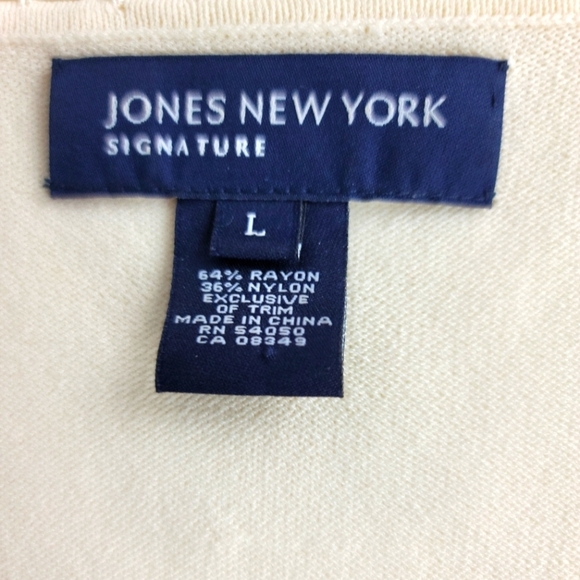 JONES NEW YORK
SIGNATURE
L
64% RAYON
36% NYLON
EXCLUSIVE
OF TRIM
MADE IN CHINA
RN 54050
CA 08349